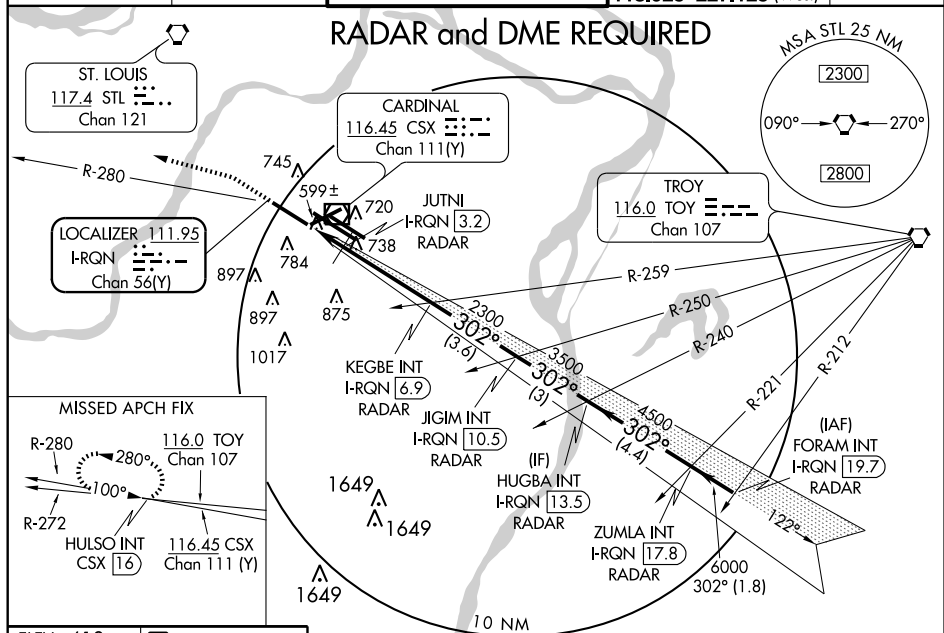 RADAR and DME REQUIRED
MSA STL 25 NM
2300
090°
270°
2800
ST. LOUIS
117.4 STL
Chan 121
CARDINAL
116.45 CSX
Chan 111(Y)
TROY
116.0 TOY
Chan 107
R-280
745
599±
720
738
JUTNI
I-RQN 3.2
RADAR
LOCALIZER 111.95
I-RQN
Chan 56(Y)
784
897
897
875
1017
R-259
R-250
R-240
R-221
R-212
2300
302°
(3.6)
3500
302°
(3)
4500
302°
(4.4)
KEGBE INT
I-RQN 6.9
RADAR
JIGIM INT
I-RQN 10.5
RADAR
(IF)
HUGBA INT
I-RQN 13.5
RADAR
ZUMLA INT
I-RQN 17.8
RADAR
(IAF)
FORAM INT
I-RQN 19.7
RADAR
122°
6000
302° (1.8)
MISSED APCH FIX
R-280
280°
116.0 TOY
Chan 107
100°
R-272
HULSO INT
CSX 16
116.45 CSX
Chan 111 (Y)
1649
1649
1649
10 NM